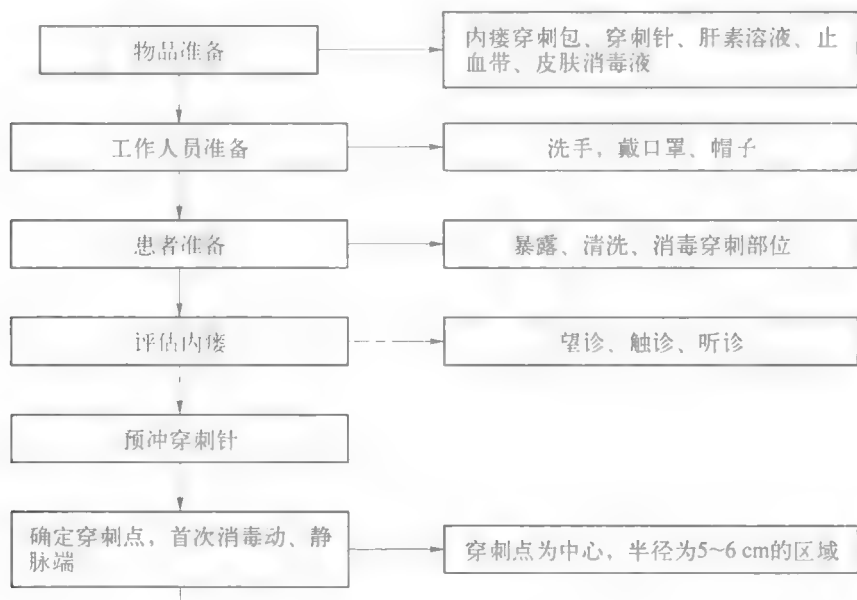 物品准备
内瘘穿刺包、穿刺针、肝素溶液、止
血带、皮肤消毒液
工作人员准备
洗手，戴口罩、帽子
患者准备
暴露、清洗、消毒穿刺部位
评估内瘘
望诊、触诊、听诊
预冲穿刺针
确定穿刺点，首次消毒动、静
脉端
穿刺点为中心，半径为5~6 cm的区域